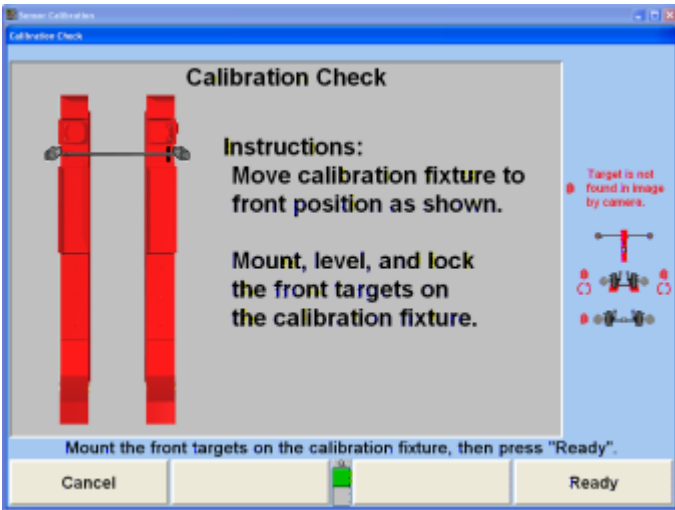 Sensor Calibration
Calibration Check
Calibration Check
Instructions:
Move calibration fixture to
front position as shown.
Mount, level, and lock
the front targets on
the calibration fixture.
Target is not
found in image
by camera.
Mount the front targets on the calibration fixture, then press "Ready".
Cancel
Ready